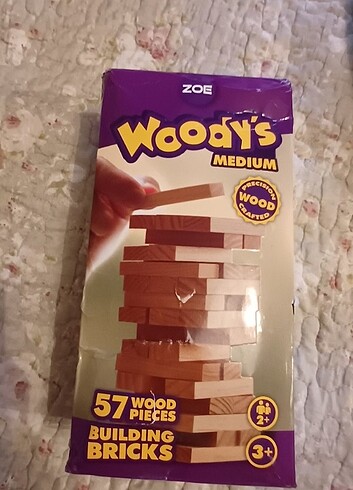 ZOE
Woody's
MEDIUM
PRECISION
WOOD
CRAFTED
57 WOOD
PIECES
2+
BUILDING
BRICKS
3+